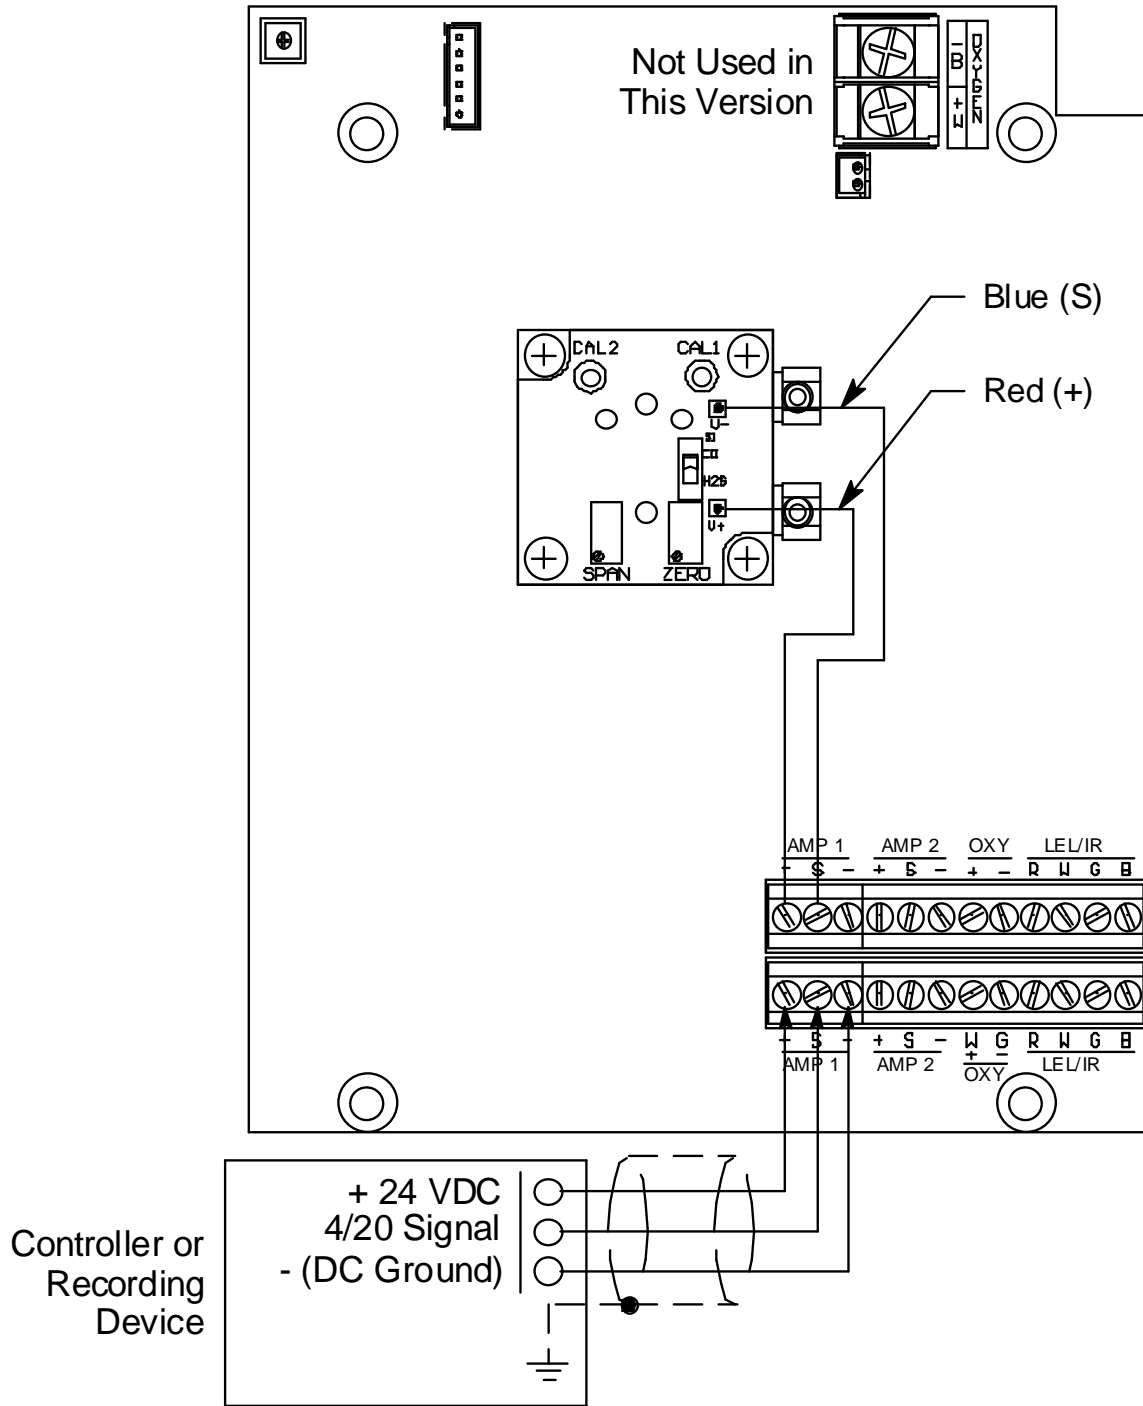 Not Used in
This Version
OXYGEN
-B
+W
Blue (S)
Red (+)
CAL2
CAL1
V-
S1
CO
H2S
V+
SPAN
ZERO
AMP 1
AMP 2
OXY
LEL/IR
+ S - + S - + - R W G B
+ S - + S - W G R W G B
+ -
AMP 1
AMP 2
OXY
LEL/IR
+ 24 VDC
4/20 Signal
- (DC Ground)
Controller or
Recording
Device